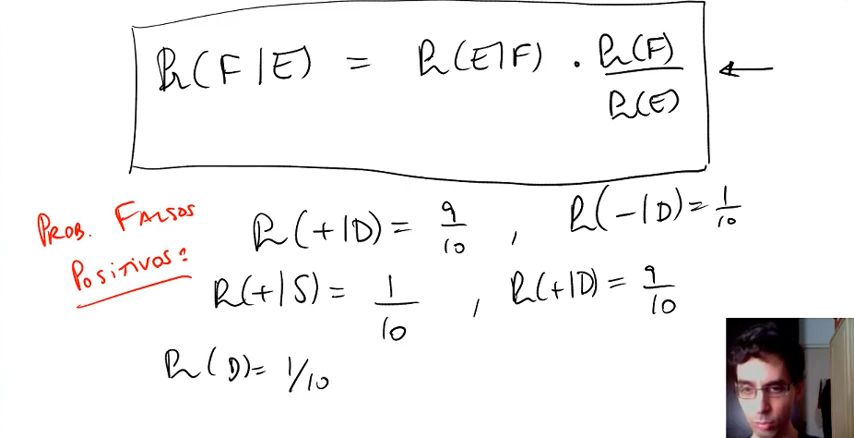 Pr(F|E) = Pr(E|F) · Pr(F)/Pr(E)
PROB. FALSOS
POSITIVOS?
Pr(+|D) = 9/10 , Pr(-|D) = 1/10
Pr(+|S) = 1/10 , Pr(+|D) = 9/10
Pr(D) = 1/10